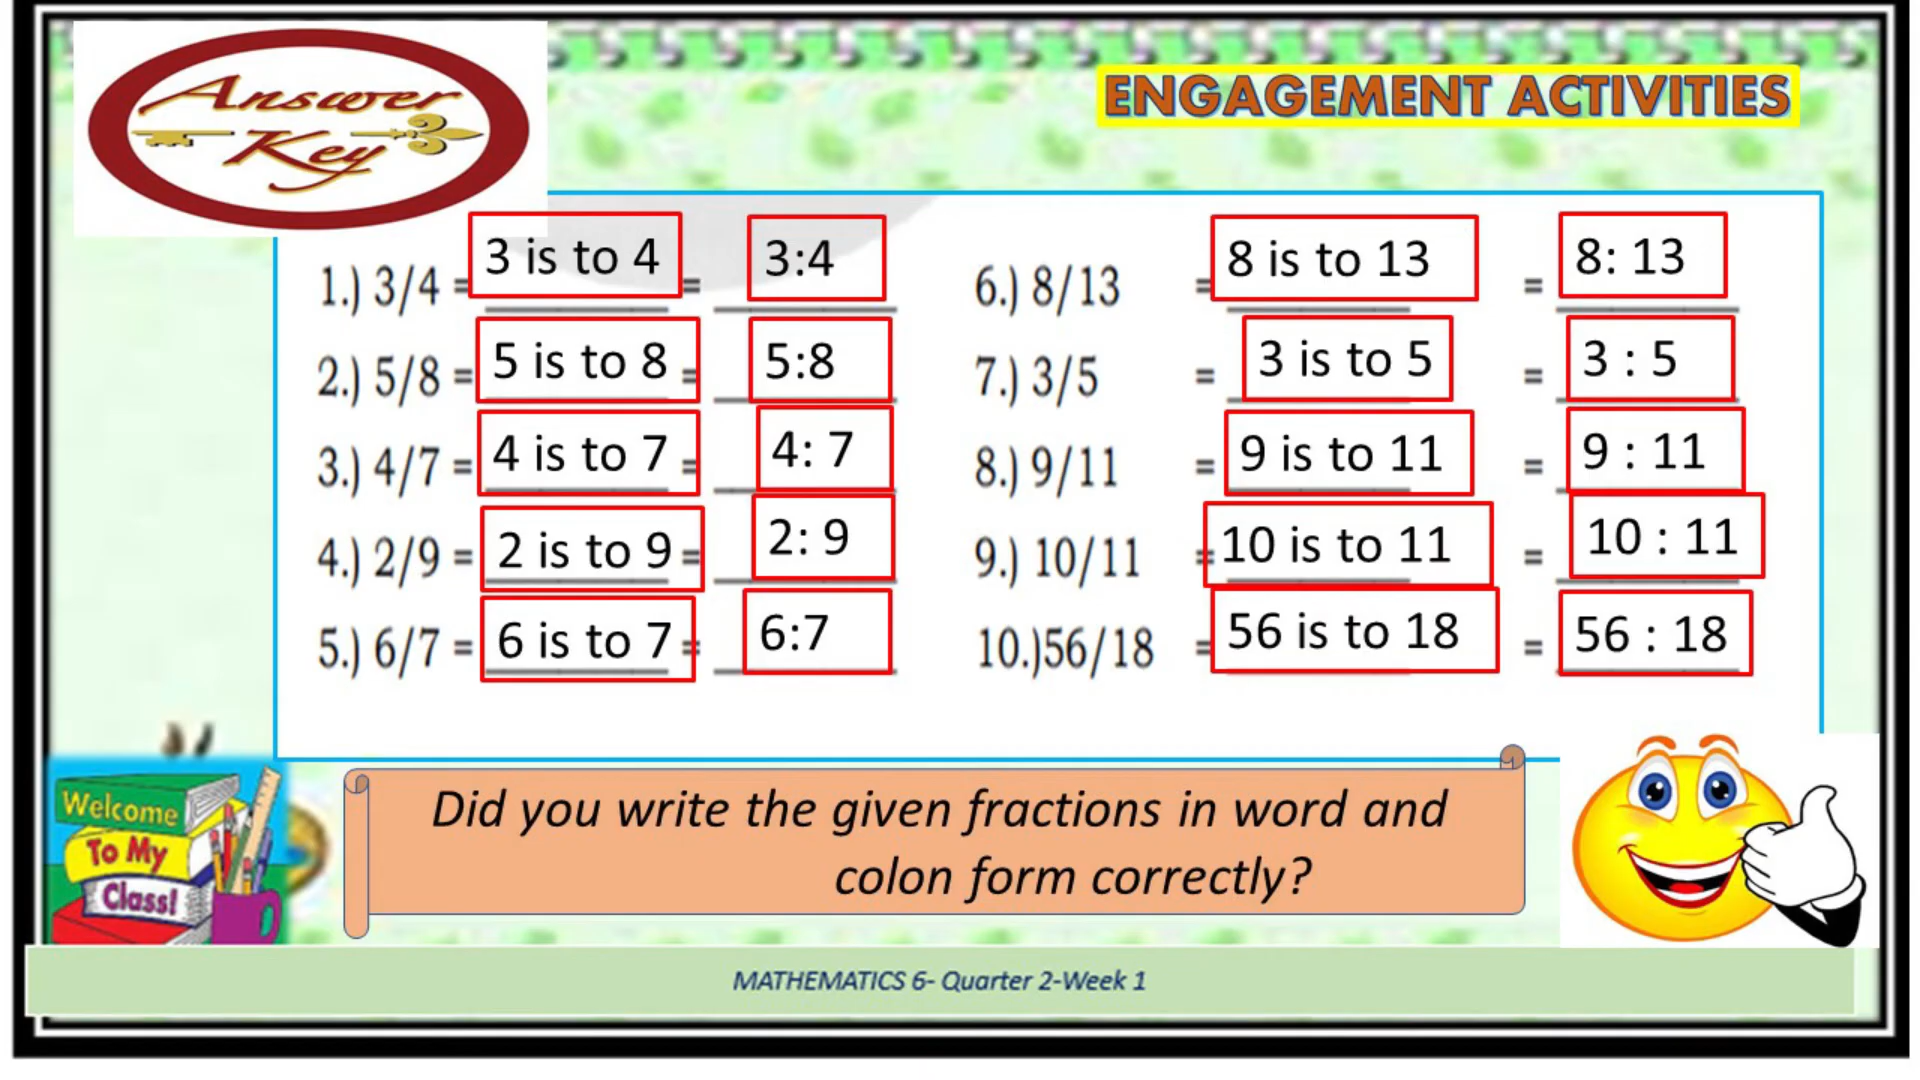 Answer
Key
ENGAGEMENT ACTIVITIES
1.) 3/4 = 3 is to 4 = 3:4
2.) 5/8 = 5 is to 8 = 5:8
3.) 4/7 = 4 is to 7 = 4: 7
4.) 2/9 = 2 is to 9 = 2: 9
5.) 6/7 = 6 is to 7 = 6:7
6.) 8/13 = 8 is to 13 = 8: 13
7.) 3/5 = 3 is to 5 = 3 : 5
8.) 9/11 = 9 is to 11 = 9 : 11
9.) 10/11 = 10 is to 11 = 10 : 11
10.)56/18 = 56 is to 18 = 56 : 18
Welcome
To My
Class!
Did you write the given fractions in word and
colon form correctly?
MATHEMATICS 6- Quarter 2-Week 1